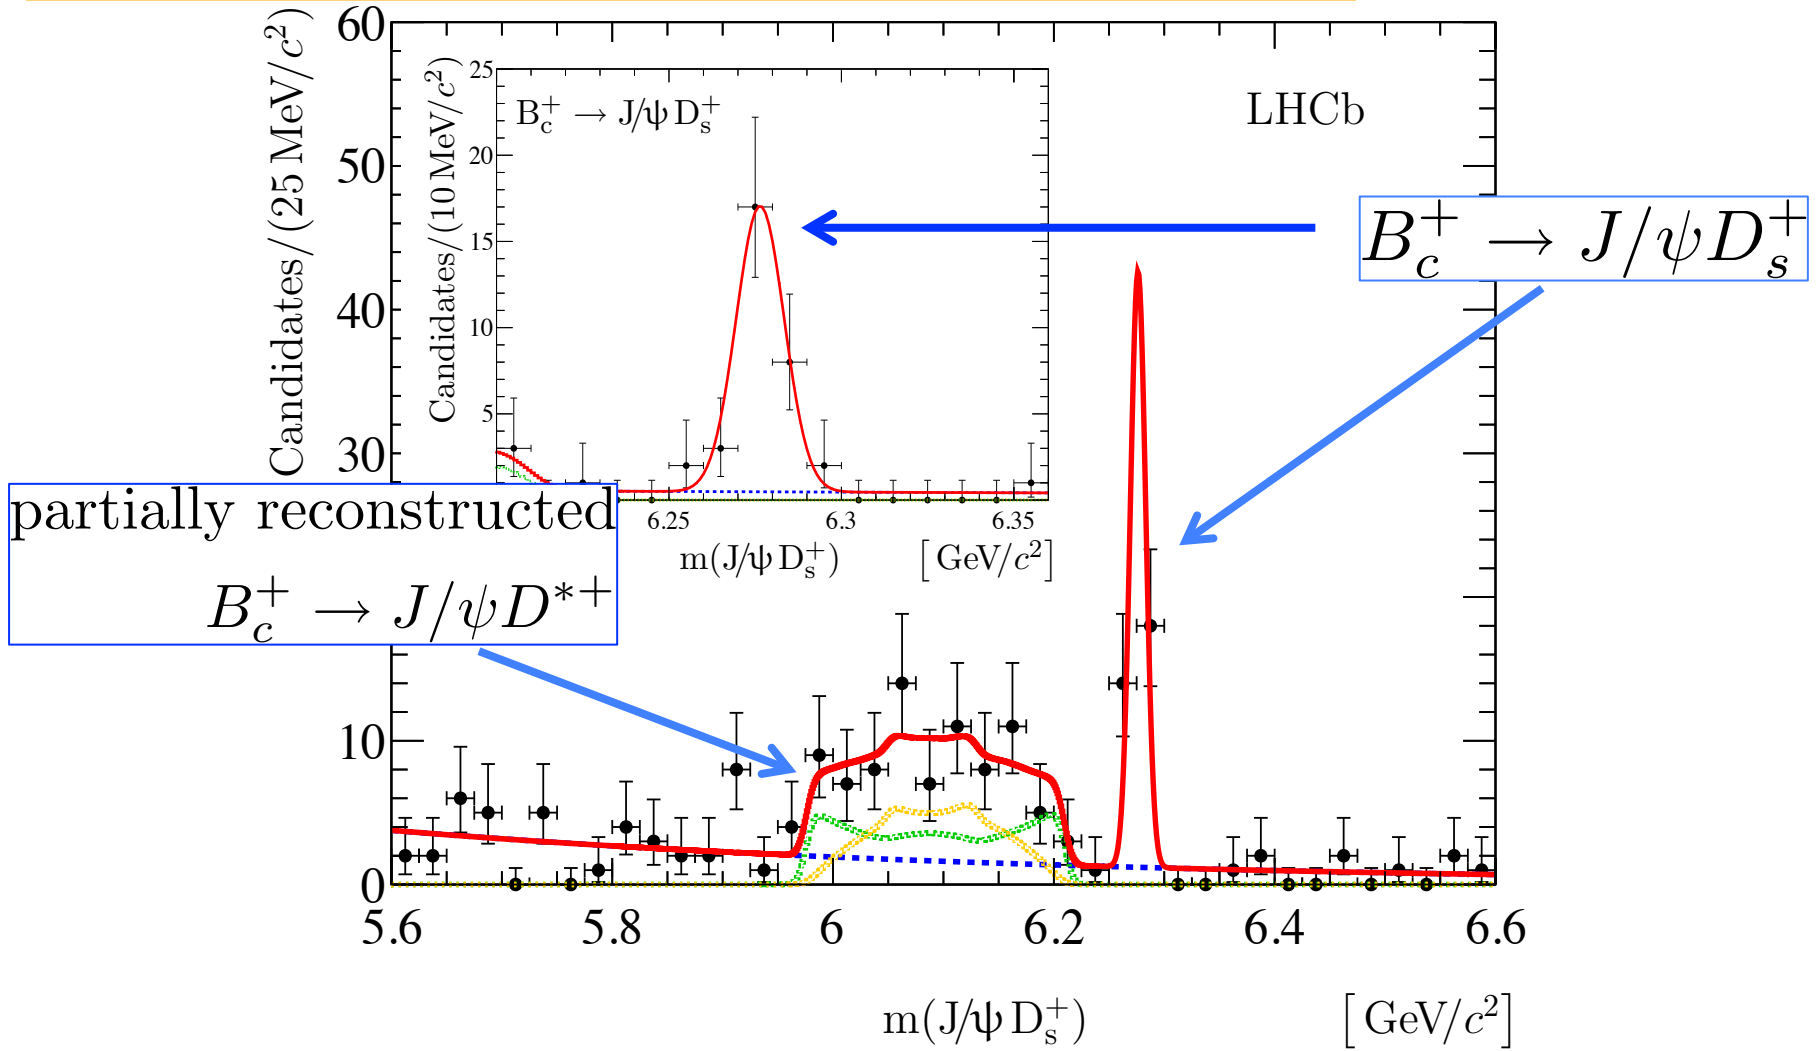 Candidates/(25 MeV/c²)
60
50
40
30
10
0
5.6 5.8 6 6.2 6.4 6.6
m(J/ψ D_s^+) [GeV/c²]
LHCb
Candidates/(10 MeV/c²)
25
20
15
10
5
B_c^+ → J/ψ D_s^+
6.25 6.3 6.35
m(J/ψ D_s^+) [GeV/c²]
B_c^+ → J/ψ D_s^+
partially reconstructed
B_c^+ → J/ψ D^{*+}